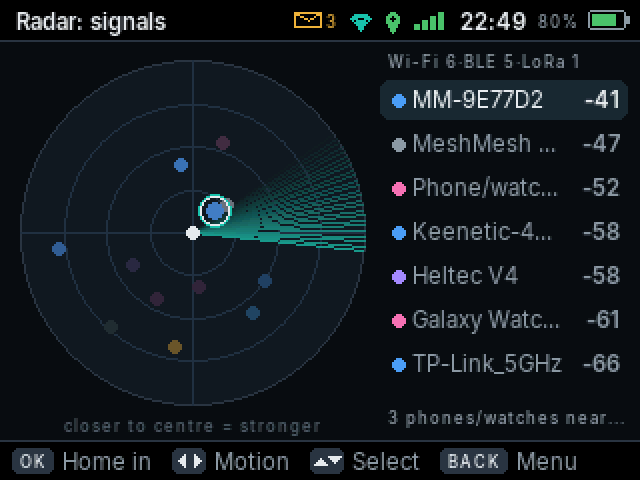 Radar: signals 3 22:49 80%
Wi-Fi 6·BLE 5·LoRa 1
MM-9E77D2 -41
MeshMesh ... -47
Phone/watc... -52
Keenetic-4... -58
Heltec V4 -58
Galaxy Watc... -61
TP-Link_5GHz -66
3 phones/watches near...
closer to centre = stronger
OK Home in Motion Select BACK Menu